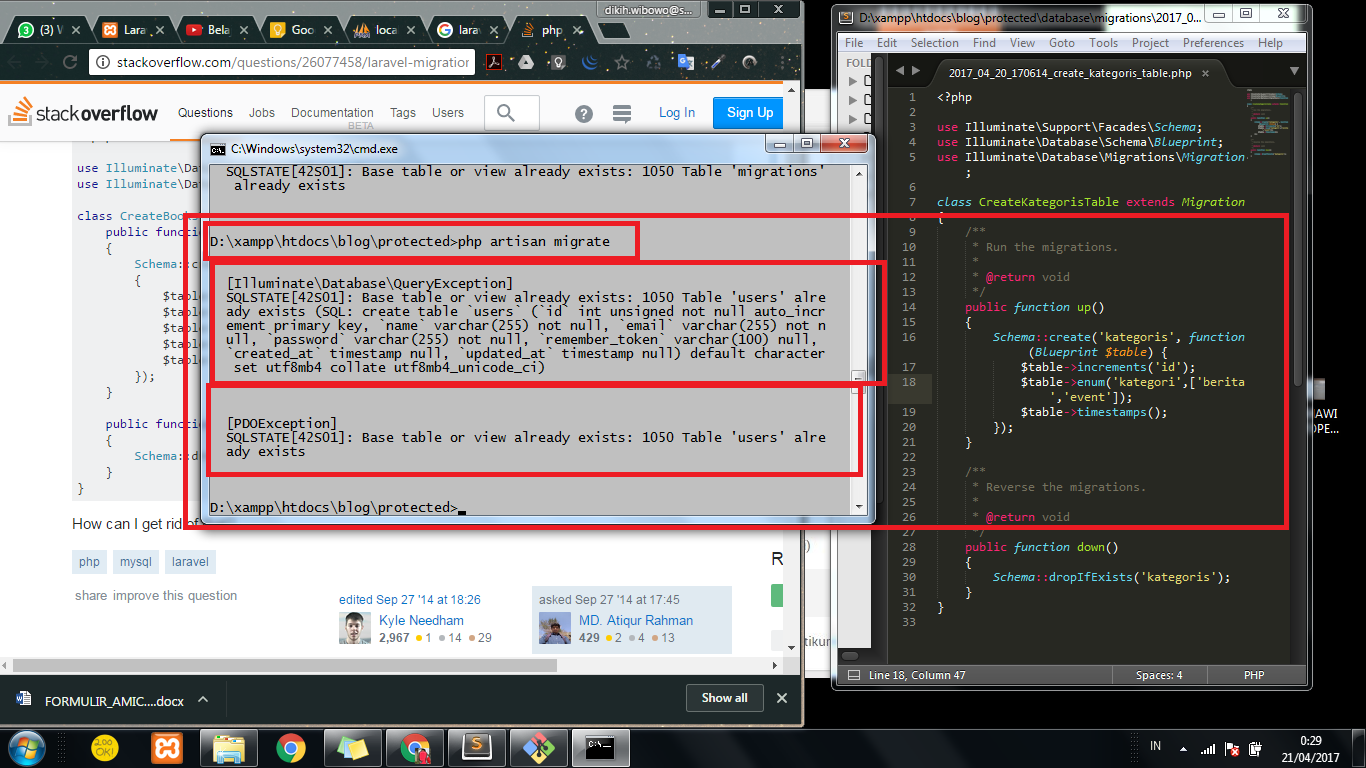 dikih.wibowo@s...
(3) W
Lara
Bela
Goo
loca
larav
php
stackoverflow.com/questions/26077458/laravel-migration
stackoverflow
Questions
Jobs
Documentation
BETA
Tags
Users
Log In
Sign Up
use Illuminate\Da
use Illuminate\Da
class CreateBook
public functio
{
Schema::c
{
$table
$table
$table
$table
$table
});
}
public functio
{
Schema::d
}
}
How can I get rid of
php
mysql
laravel
share improve this question
edited Sep 27 '14 at 18:26
Kyle Needham
2,967 1 14 29
asked Sep 27 '14 at 17:45
MD. Atiqur Rahman
429 2 4 13
R
tikur
C:\Windows\system32\cmd.exe
SQLSTATE[42S01]: Base table or view already exists: 1050 Table 'migrations'
already exists
D:\xampp\htdocs\blog\protected>php artisan migrate
[Illuminate\Database\QueryException]
SQLSTATE[42S01]: Base table or view already exists: 1050 Table 'users' alre
ady exists (SQL: create table `users` (`id` int unsigned not null auto_incr
ement primary key, `name` varchar(255) not null, `email` varchar(255) not n
ull, `password` varchar(255) not null, `remember_token` varchar(100) null,
`created_at` timestamp null, `updated_at` timestamp null) default character
set utf8mb4 collate utf8mb4_unicode_ci)
[PDOException]
SQLSTATE[42S01]: Base table or view already exists: 1050 Table 'users' alre
ady exists
D:\xampp\htdocs\blog\protected>
D:\xampp\htdocs\blog\protected\database\migrations\2017_0...
File Edit Selection Find View Goto Tools Project Preferences Help
FOLD
2017_04_20_170614_create_kategoris_table.php
1 <?php
2
3 use Illuminate\Support\Facades\Schema;
4 use Illuminate\Database\Schema\Blueprint;
5 use Illuminate\Database\Migrations\Migration
;
6
7 class CreateKategorisTable extends Migration
8 {
9 /**
10 * Run the migrations.
11 *
12 * @return void
13 */
14 public function up()
15 {
16 Schema::create('kategoris', function
(Blueprint $table) {
17 $table->increments('id');
18 $table->enum('kategori',['berita
','event']);
19 $table->timestamps();
20 });
21 }
22
23 /**
24 * Reverse the migrations.
25 *
26 * @return void
27 */
28 public function down()
29 {
30 Schema::dropIfExists('kategoris');
31 }
32 }
33
Line 18, Column 47
Spaces: 4
PHP
AWI
OPE...
FORMULIR_AMIC....docx
Show all
200
OK!
IN
0:29
21/04/2017